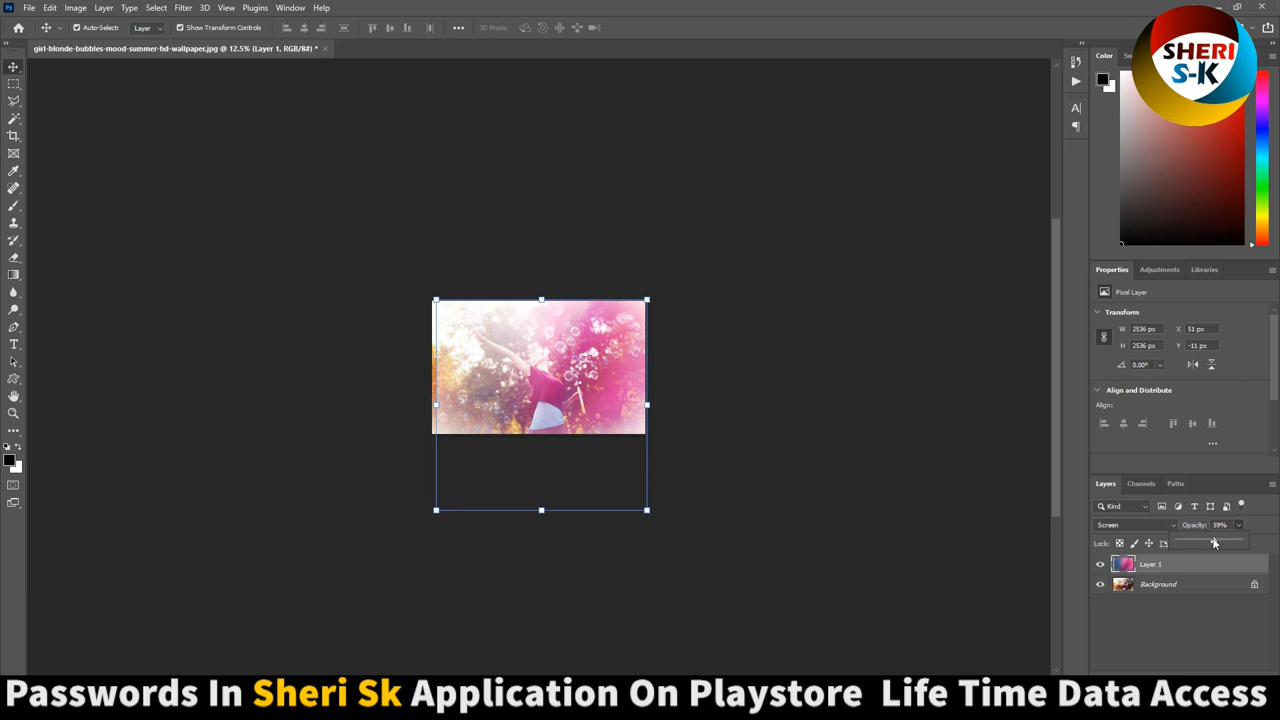 Ps File Edit Image Layer Type Select Filter 3D View Plugins Window Help
Auto-Select: Layer Show Transform Controls 3D Mode:
girl-blonde-bubbles-mood-summer-hd-wallpaper.jpg @ 12.5% (Layer 1, RGB/8#) * ×
SHERI
S-K
Color
Properties Adjustments Libraries
Pixel Layer
Transform
W 2536 px X 51 px
H 2536 px Y -11 px
0.00°
Align and Distribute
Align:
Layers Channels Paths
Kind
Screen Opacity: 59%
Lock:
Layer 1
Background
Passwords In Sheri Sk Application On Playstore Life Time Data Access